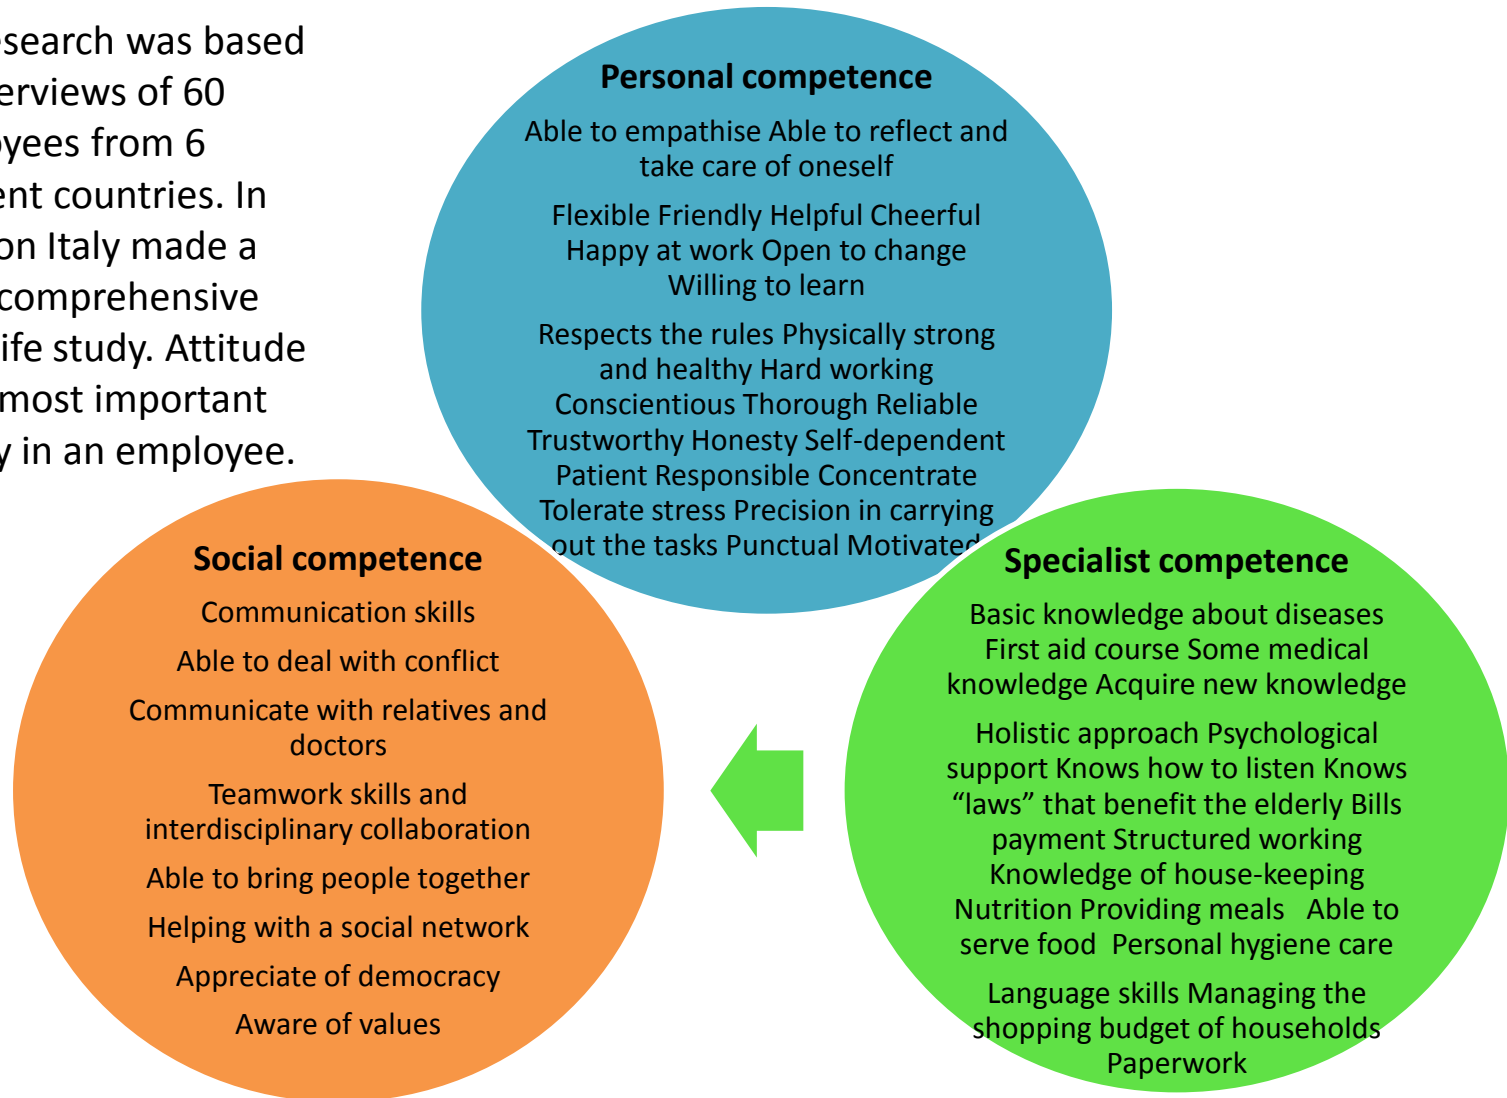 esearch was based
erviews of 60
oyees from 6
ent countries. In
on Italy made a
comprehensive
ife study. Attitude
most important
y in an employee.
Personal competence
Able to empathise Able to reflect and
take care of oneself
Flexible Friendly Helpful Cheerful
Happy at work Open to change
Willing to learn
Respects the rules Physically strong
and healthy Hard working
Conscientious Thorough Reliable
Trustworthy Honesty Self-dependent
Patient Responsible Concentrate
Tolerate stress Precision in carrying
out the tasks Punctual Motivated
Social competence
Communication skills
Able to deal with conflict
Communicate with relatives and
doctors
Teamwork skills and
interdisciplinary collaboration
Able to bring people together
Helping with a social network
Appreciate of democracy
Aware of values
Specialist competence
Basic knowledge about diseases
First aid course Some medical
knowledge Acquire new knowledge
Holistic approach Psychological
support Knows how to listen Knows
“laws” that benefit the elderly Bills
payment Structured working
Knowledge of house-keeping
Nutrition Providing meals   Able to
serve food  Personal hygiene care
Language skills Managing the
shopping budget of households
Paperwork